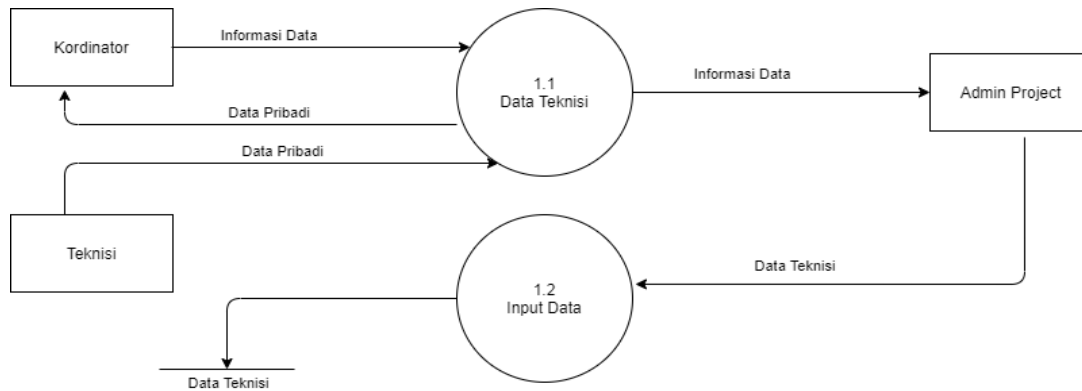 Kordinator
Informasi Data
1.1
Data Teknisi
Informasi Data
Admin Project
Data Pribadi
Data Pribadi
Teknisi
1.2
Input Data
Data Teknisi
Data Teknisi